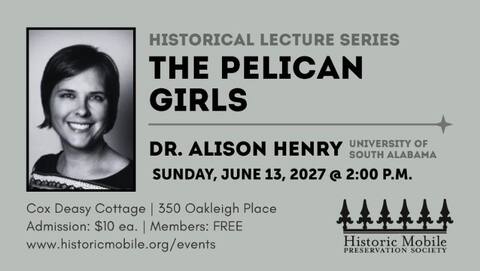 HISTORICAL LECTURE SERIES
THE PELICAN
GIRLS
DR. ALISON HENRY
UNIVERSITY OF
SOUTH ALABAMA
SUNDAY, JUNE 13, 2027 @ 2:00 P.M.
Cox Deasy Cottage | 350 Oakleigh Place
Admission: $10 ea. | Members: FREE
www.historicmobile.org/events
Historic Mobile
PRESERVATION SOCIETY